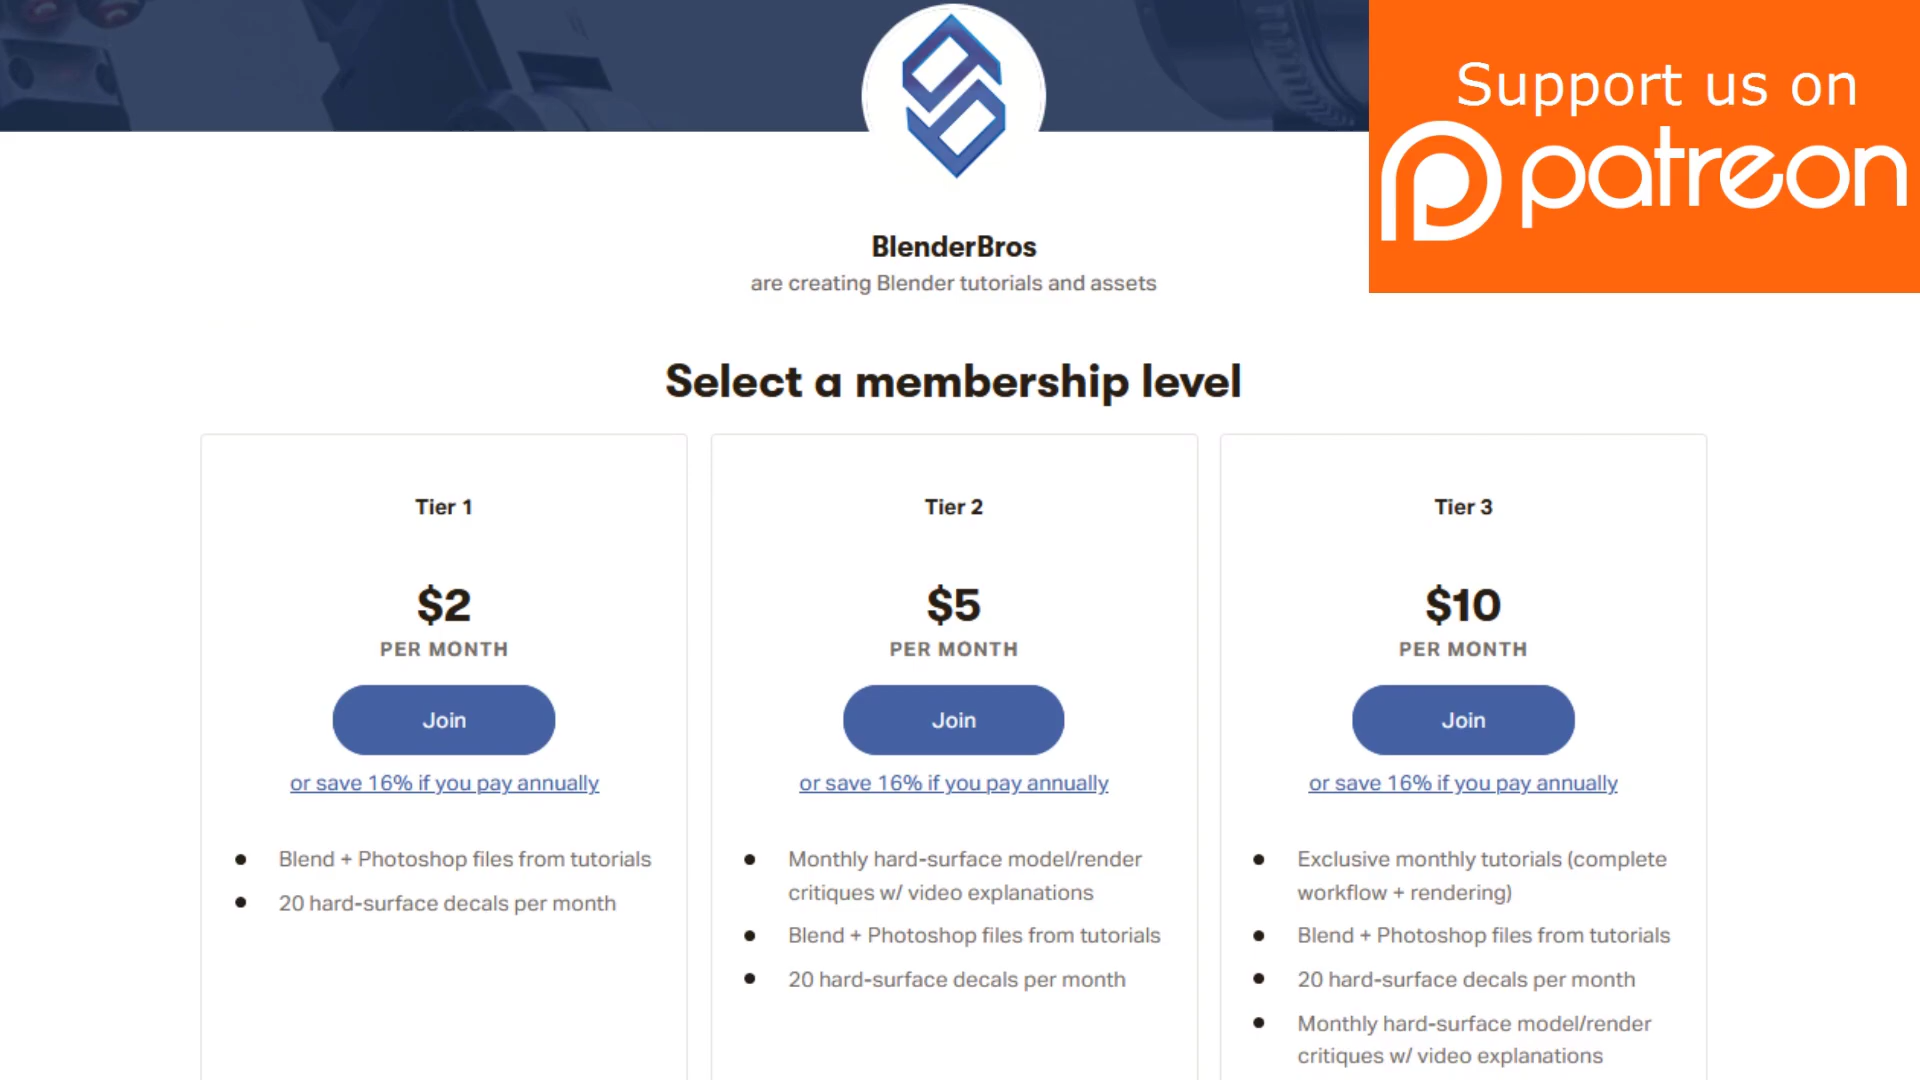 Support us on
patreon
BlenderBros
are creating Blender tutorials and assets
Select a membership level
Tier 1
$2
PER MONTH
Join
or save 16% if you pay annually
Blend + Photoshop files from tutorials
20 hard-surface decals per month
Tier 2
$5
PER MONTH
Join
or save 16% if you pay annually
Monthly hard-surface model/render
critiques w/ video explanations
Blend + Photoshop files from tutorials
20 hard-surface decals per month
Tier 3
$10
PER MONTH
Join
or save 16% if you pay annually
Exclusive monthly tutorials (complete
workflow + rendering)
Blend + Photoshop files from tutorials
20 hard-surface decals per month
Monthly hard-surface model/render
critiques w/ video explanations